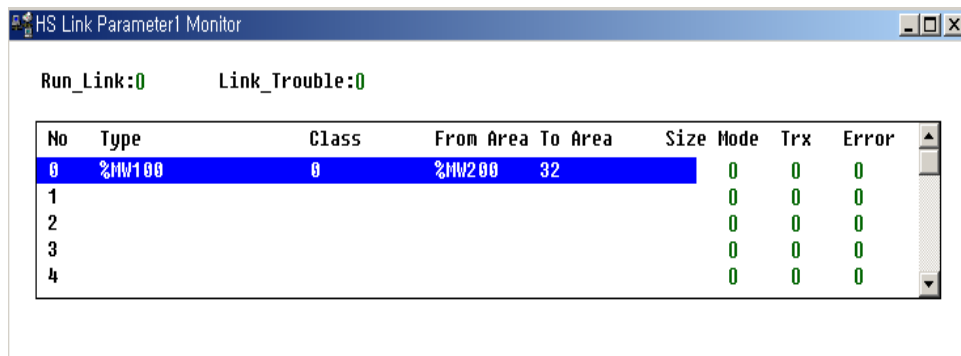 HS Link Parameter1 Monitor
Run_Link:0 Link_Trouble:0
No Type Class From Area To Area Size Mode Trx Error
0 %MW100 0 %MW200 32 0 0 0
1 0 0 0
2 0 0 0
3 0 0 0
4 0 0 0